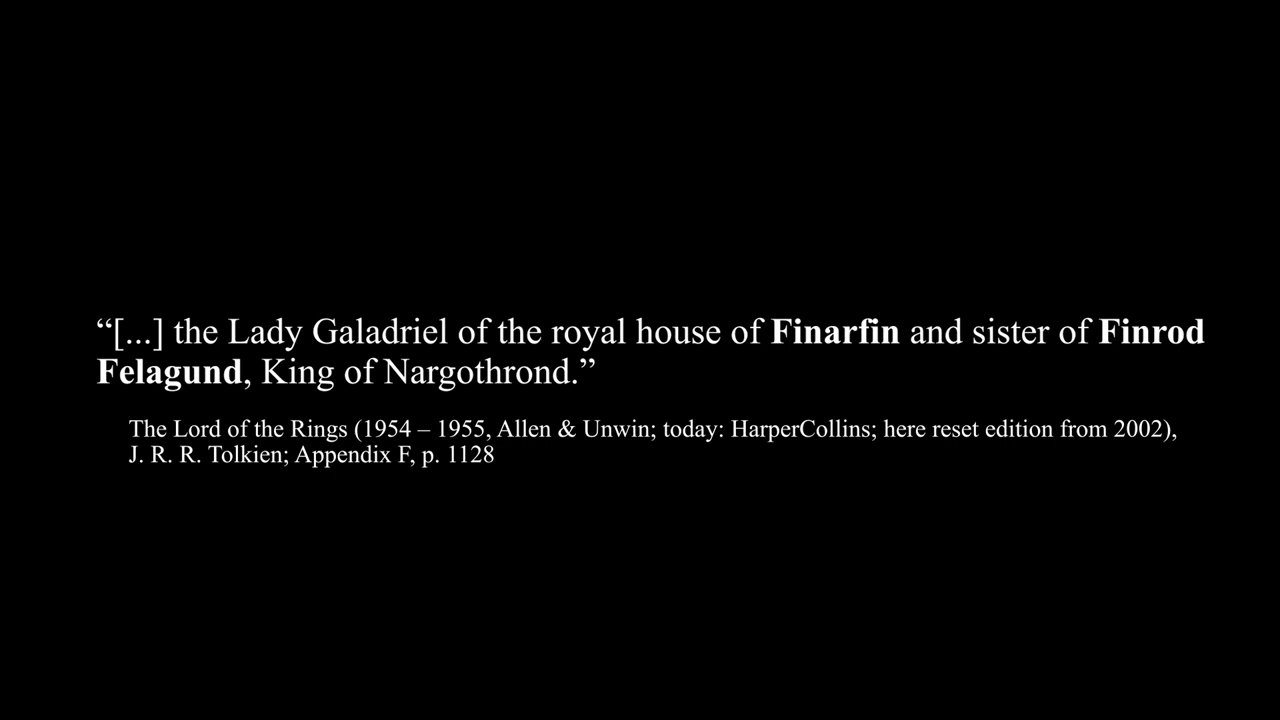 “[...] the Lady Galadriel of the royal house of Finarfin and sister of Finrod
Felagund, King of Nargothrond.”
The Lord of the Rings (1954 – 1955, Allen & Unwin; today: HarperCollins; here reset edition from 2002),
J. R. R. Tolkien; Appendix F, p. 1128